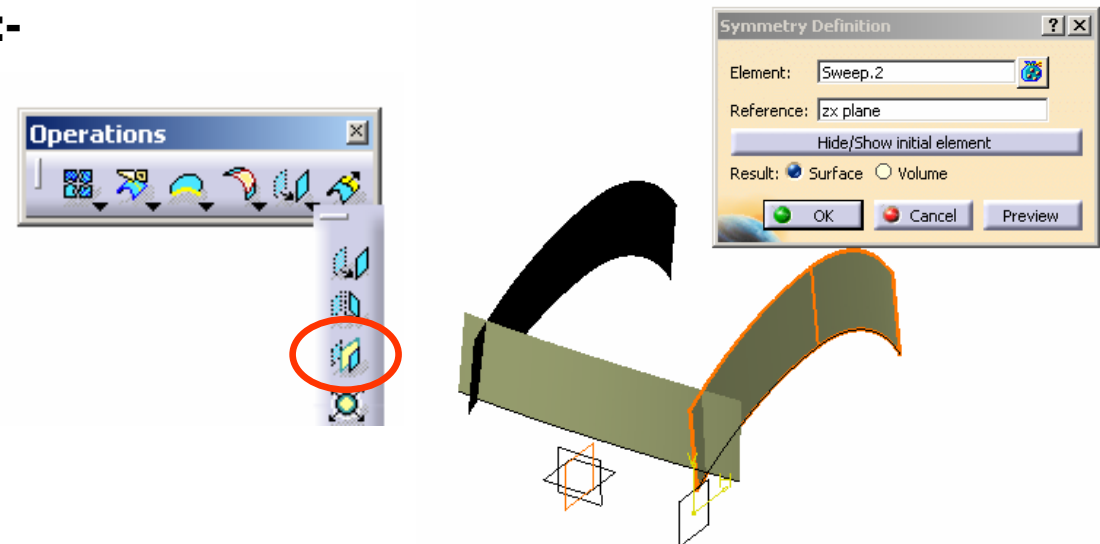 :-
Operations
Symmetry Definition
Element: Sweep.2
Reference: zx plane
Hide/Show initial element
Result: Surface Volume
OK Cancel Preview